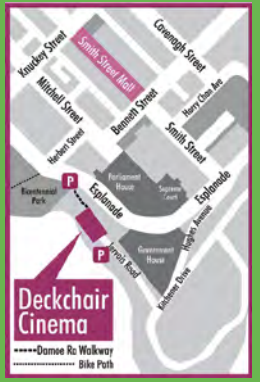 Cavenagh Street
Knuckey Street
Smith Street Mall
Mitchell Street
Harry Chan Ave
Bennett Street
Smith Street
Herbert Street
Parliament
House
Supreme
Court
P
Bicentennial
Park
Esplanade
Esplanade
Hughes Avenue
Government
House
P
Jervois Road
Kitchener Drive
Deckchair
Cinema
Damoe Ra Walkway
Bike Path